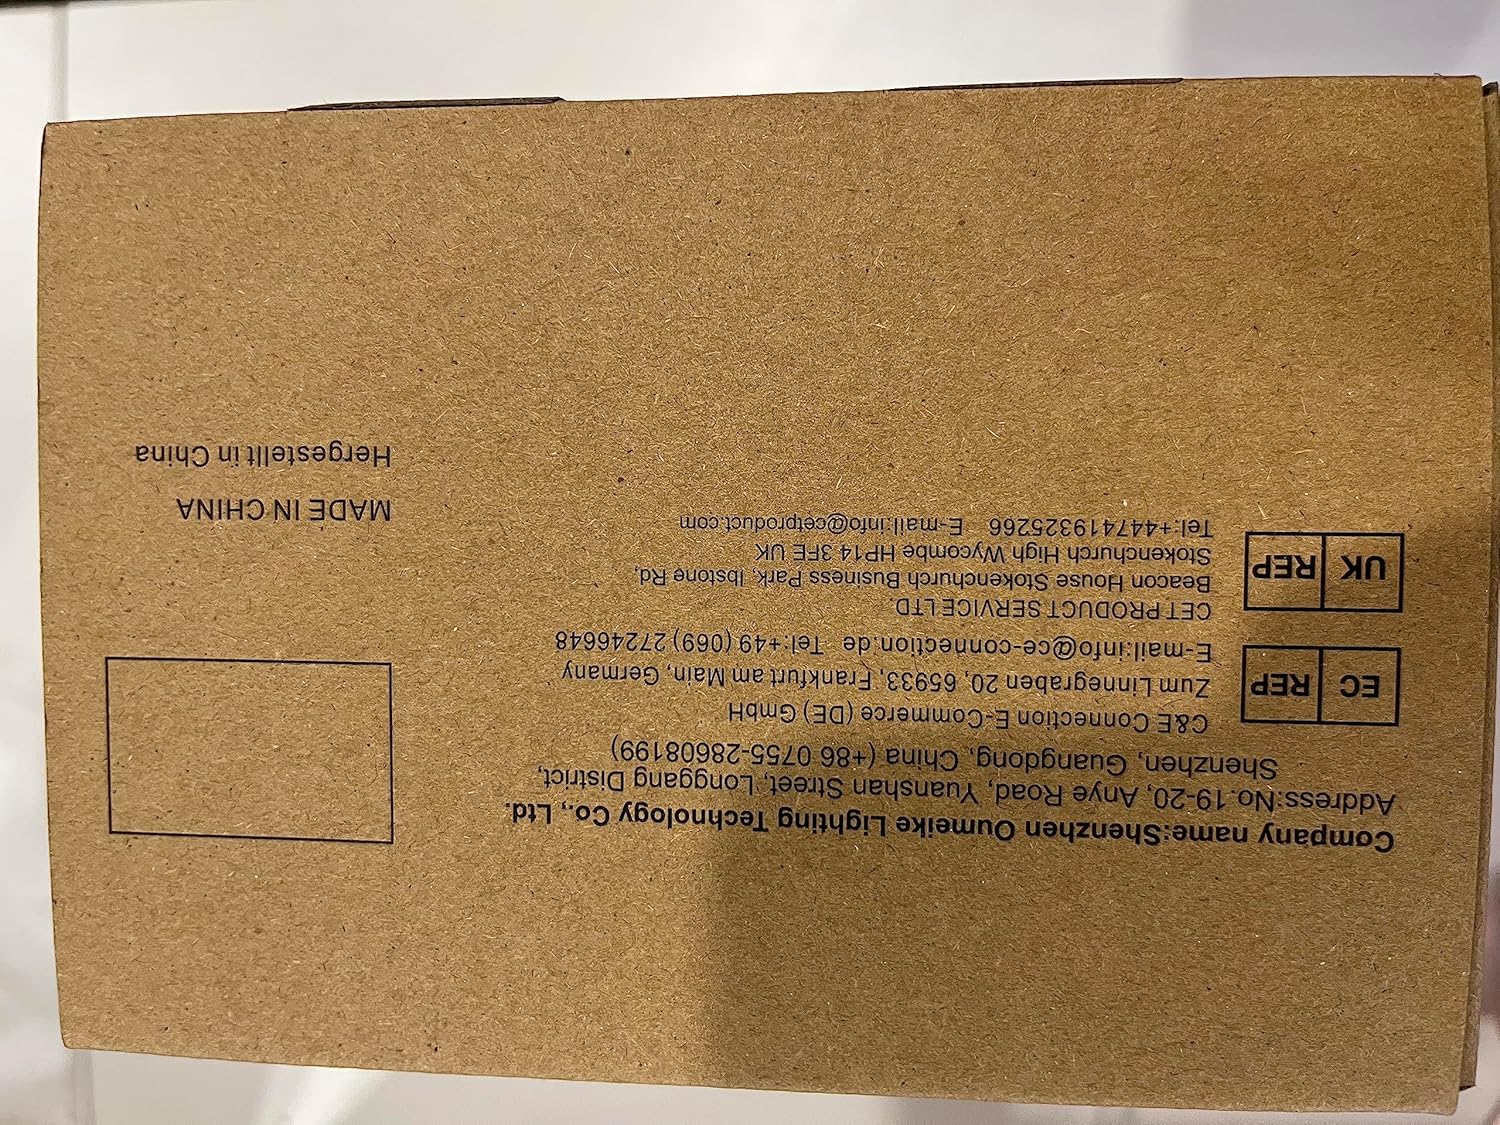 Company name:Shenzhen Oumeike Lighting Technology Co., Ltd.
Address:No.19-20, Anye Road, Yuanshan Street, Longgang District,
Shenzhen, Guangdong, China (+86 0755-28608199)
EC REP
C&E Connection E-Commerce (DE) GmbH
Zum Linnegraben 20, 65933, Frankfurt am Main, Germany
E-mail:info@ce-connection.de Tel:+49 (069) 27246648
UK REP
CET PRODUCT SERVICE LTD
Beacon House Stokenchurch Business Park, Ibstone Rd,
Stokenchurch High Wycombe HP14 3FE UK
Tel:+447419325266 E-mail:info@cetproduct.com
MADE IN CHINA
Hergestellt in China